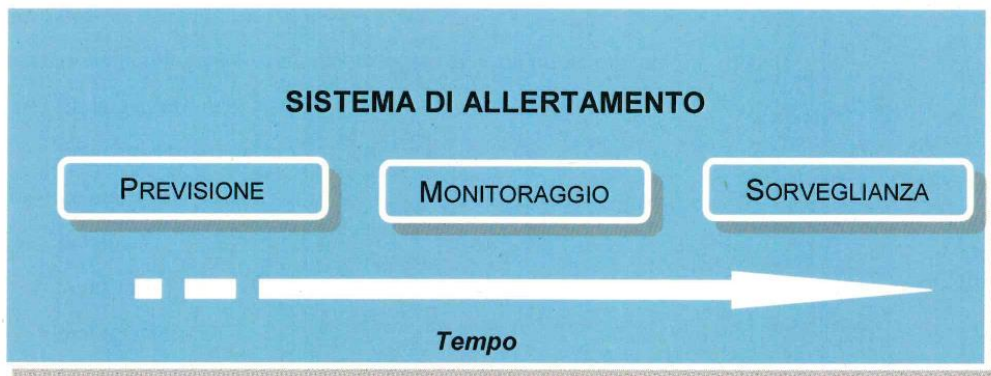 SISTEMA DI ALLERTAMENTO
PREVISIONE MONITORAGGIO SORVEGLIANZA
Tempo